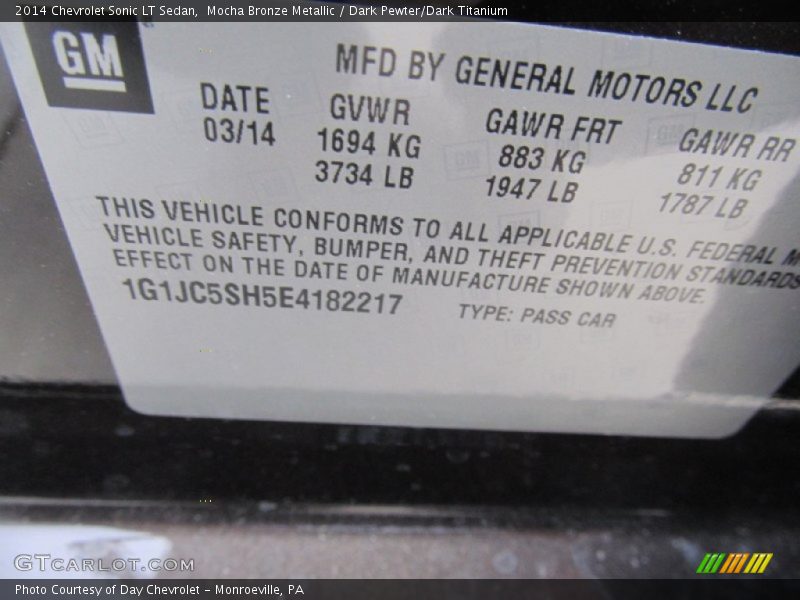 2014 Chevrolet Sonic LT Sedan,  Mocha Bronze Metallic / Dark Pewter/Dark Titanium
GM
MFD BY GENERAL MOTORS LLC
DATE GVWR GAWR FRT GAWR RR
03/14 1694 KG 883 KG 811 KG
3734 LB 1947 LB 1787 LB
THIS VEHICLE CONFORMS TO ALL APPLICABLE U.S. FEDERAL M
VEHICLE SAFETY, BUMPER, AND THEFT PREVENTION STANDARDS
EFFECT ON THE DATE OF MANUFACTURE SHOWN ABOVE.
1G1JC5SH5E4182217 TYPE: PASS CAR
GTCARLOT.COM
Photo Courtesy of Day Chevrolet - Monroeville, PA